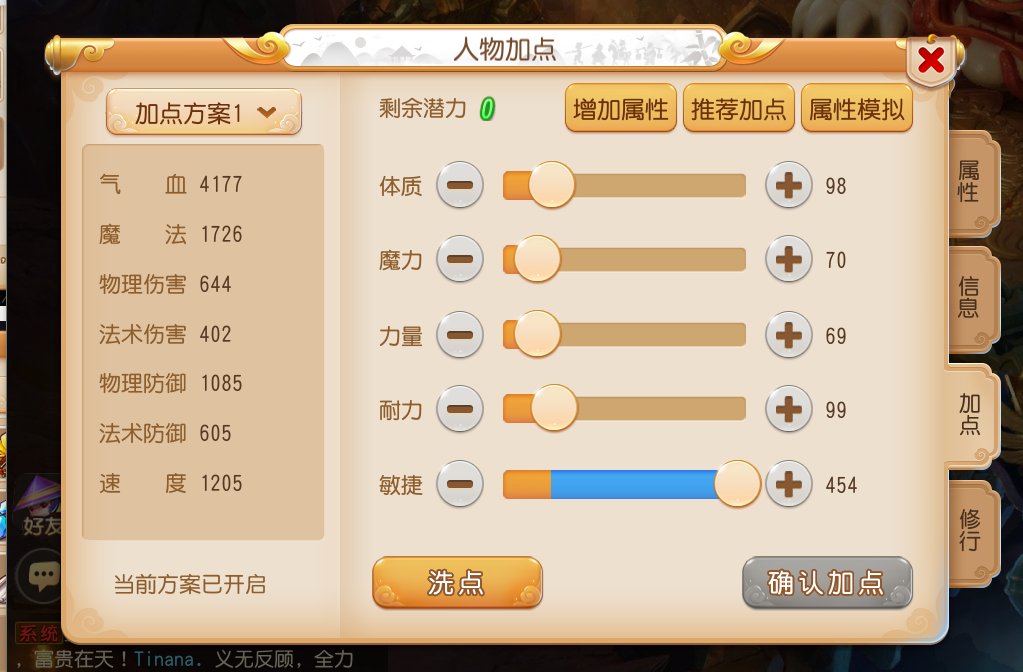 人物加点
加点方案1
剩余潜力 0
增加属性 推荐加点 属性模拟
气 血 4177
魔 法 1726
物理伤害 644
法术伤害 402
物理防御 1085
法术防御 605
速 度 1205
当前方案已开启
体质 98
魔力 70
力量 69
耐力 99
敏捷 454
洗点
确认加点
属性
信息
加点
修行
好友
系统
，富贵在天！Tinana. 义无反顾，全力